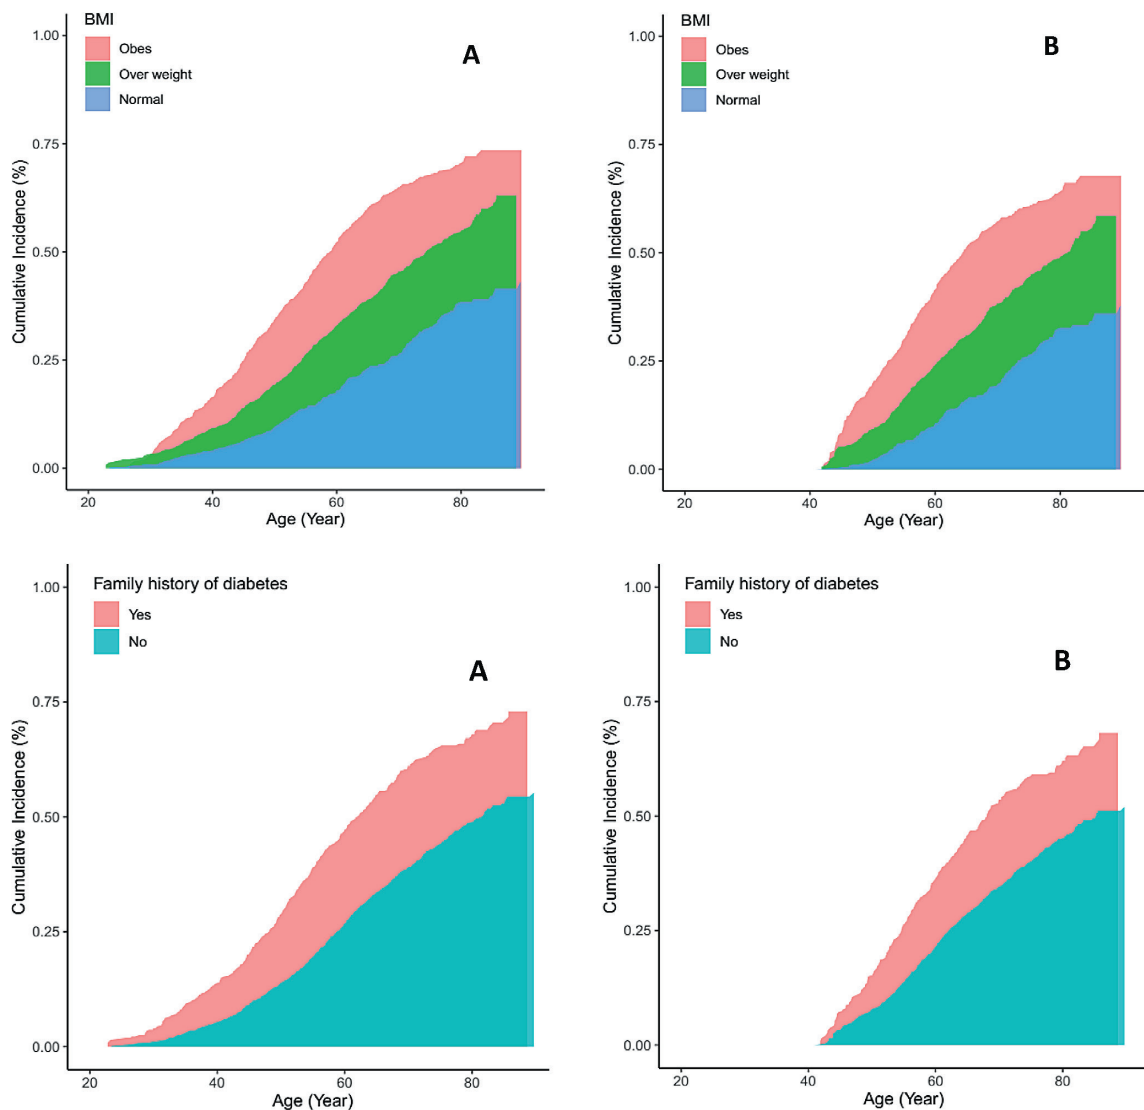 BMI
Obes
Over weight
Normal
A
1.00
0.75
0.50
0.25
0.00
Cumulative Incidence (%)
20
40
60
80
Age (Year)
BMI
Obes
Over weight
Normal
B
1.00
0.75
0.50
0.25
0.00
Cumulative Incidence (%)
20
40
60
80
Age (Year)
Family history of diabetes
Yes
No
A
1.00
0.75
0.50
0.25
0.00
Cumulative Incidence (%)
20
40
60
80
Age (Year)
Family history of diabetes
Yes
No
B
1.00
0.75
0.50
0.25
0.00
Cumulative Incidence (%)
20
40
60
80
Age (Year)